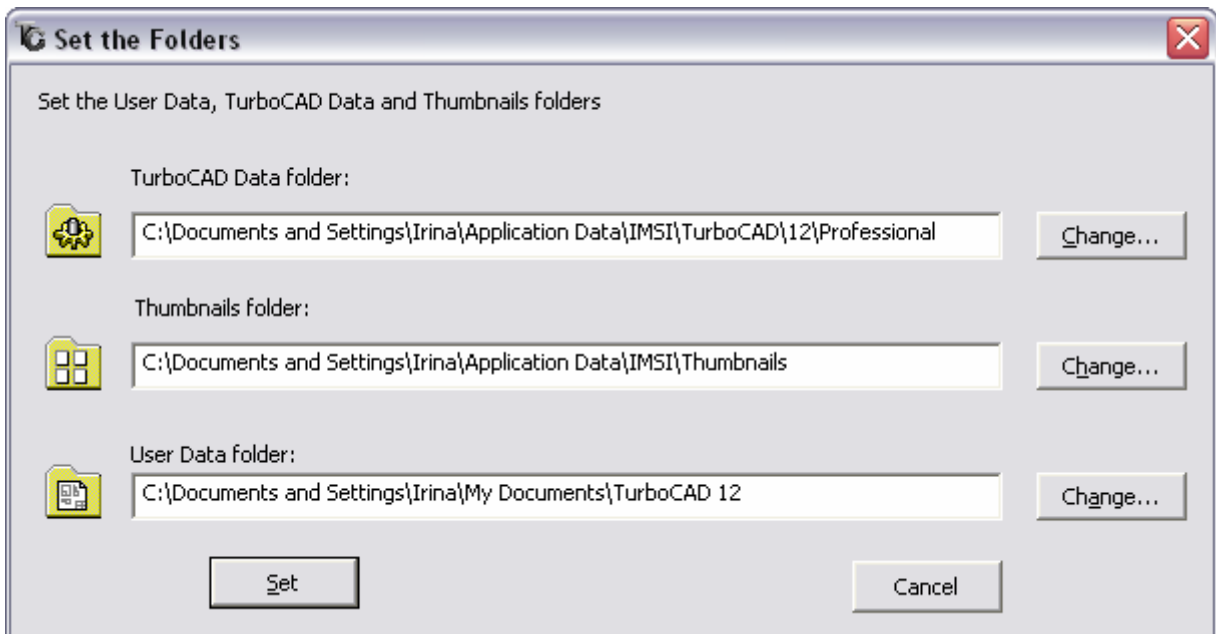 Set the Folders
Set the User Data, TurboCAD Data and Thumbnails folders
TurboCAD Data folder:
C:\Documents and Settings\Irina\Application Data\IMSI\TurboCAD\12\Professional
Change...
Thumbnails folder:
C:\Documents and Settings\Irina\Application Data\IMSI\Thumbnails
Change...
User Data folder:
C:\Documents and Settings\Irina\My Documents\TurboCAD 12
Change...
Set
Cancel